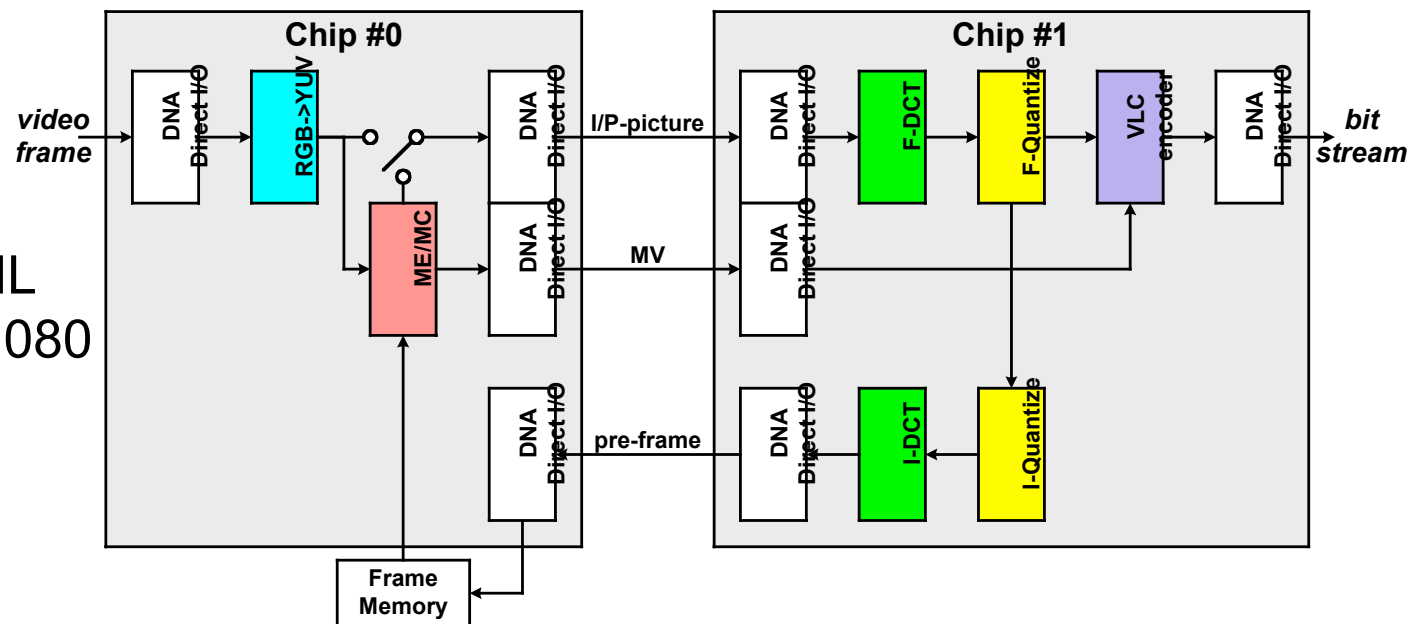 Chip #0
Chip #1
video
frame
DNA
Direct I/O
RGB->YUV
DNA
Direct I/O
I/P-picture
DNA
Direct I/O
F-DCT
F-Quantize
VLC
encoder
DNA
Direct I/O
bit
stream
ME/MC
DNA
Direct I/O
MV
DNA
Direct I/O
080
DNA
Direct I/O
pre-frame
DNA
Direct I/O
I-DCT
I-Quantize
Frame
Memory